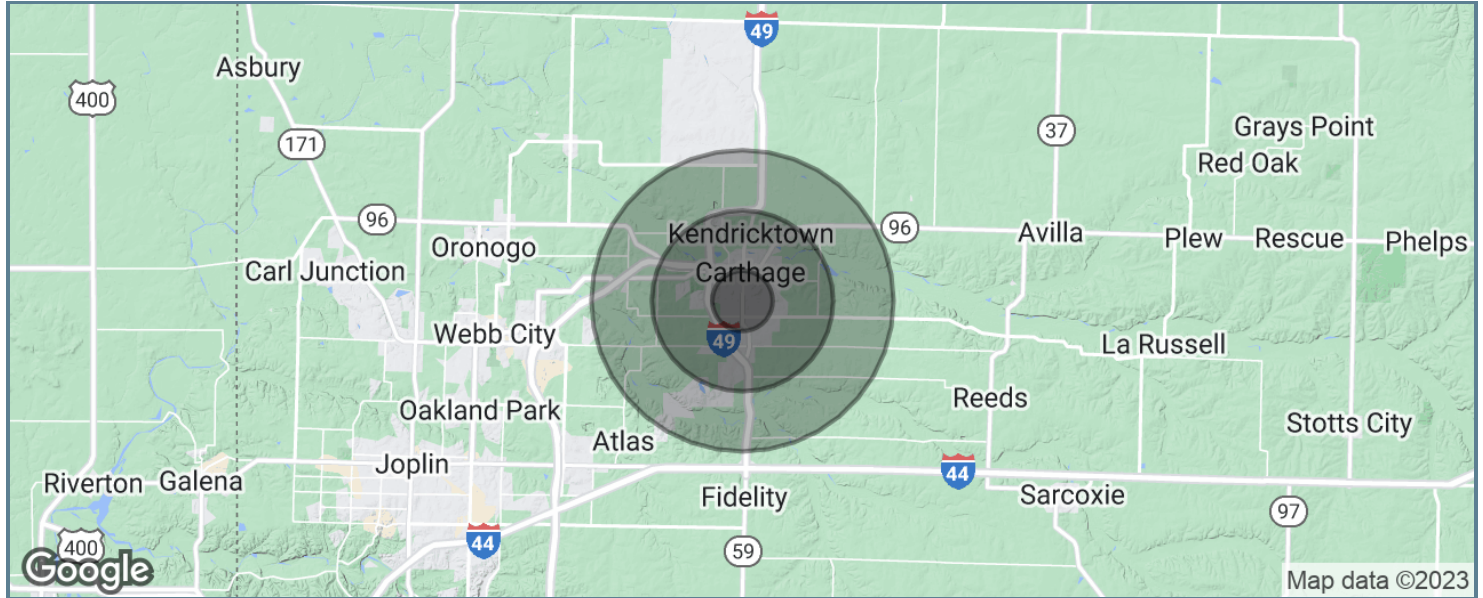 49
Asbury
400
171
37
Grays Point
Red Oak
96
Kendricktown
96
Avilla
Plew
Rescue
Phelps
Oronogo
Carl Junction
Carthage
Webb City
49
La Russell
Reeds
Oakland Park
Stotts City
Atlas
Joplin
Riverton
Galena
44
Fidelity
Sarcoxie
97
400
44
59
Google
Map data ©2023